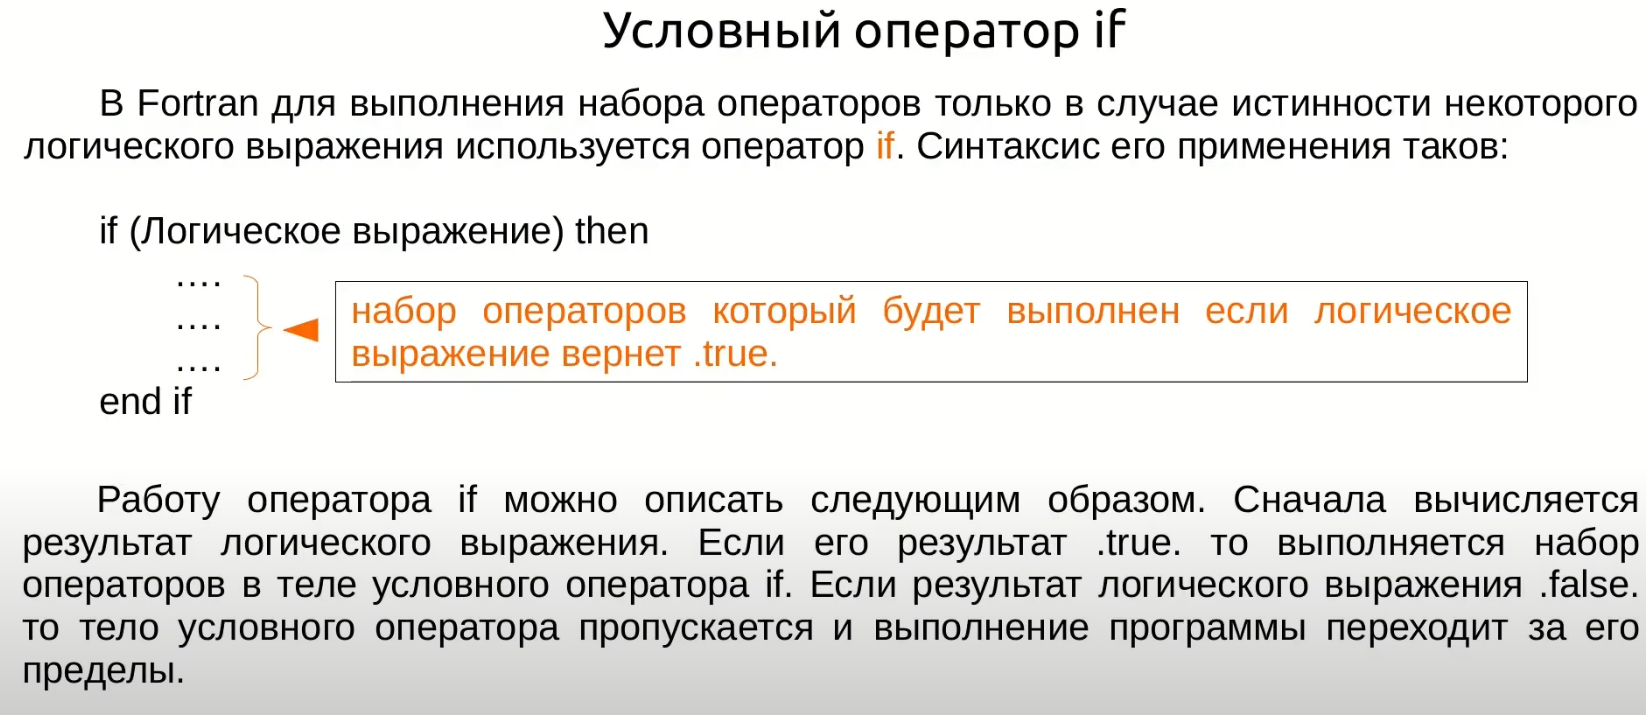 Условный оператор if
В Fortran для выполнения набора операторов только в случае истинности некоторого
логического выражения используется оператор if. Синтаксис его применения таков:
if (Логическое выражение) then
....
....
....
набор операторов который будет выполнен если логическое
выражение вернет .true.
end if
Работу оператора if можно описать следующим образом. Сначала вычисляется
результат логического выражения. Если его результат .true. то выполняется набор
операторов в теле условного оператора if. Если результат логического выражения .false.
то тело условного оператора пропускается и выполнение программы переходит за его
пределы.